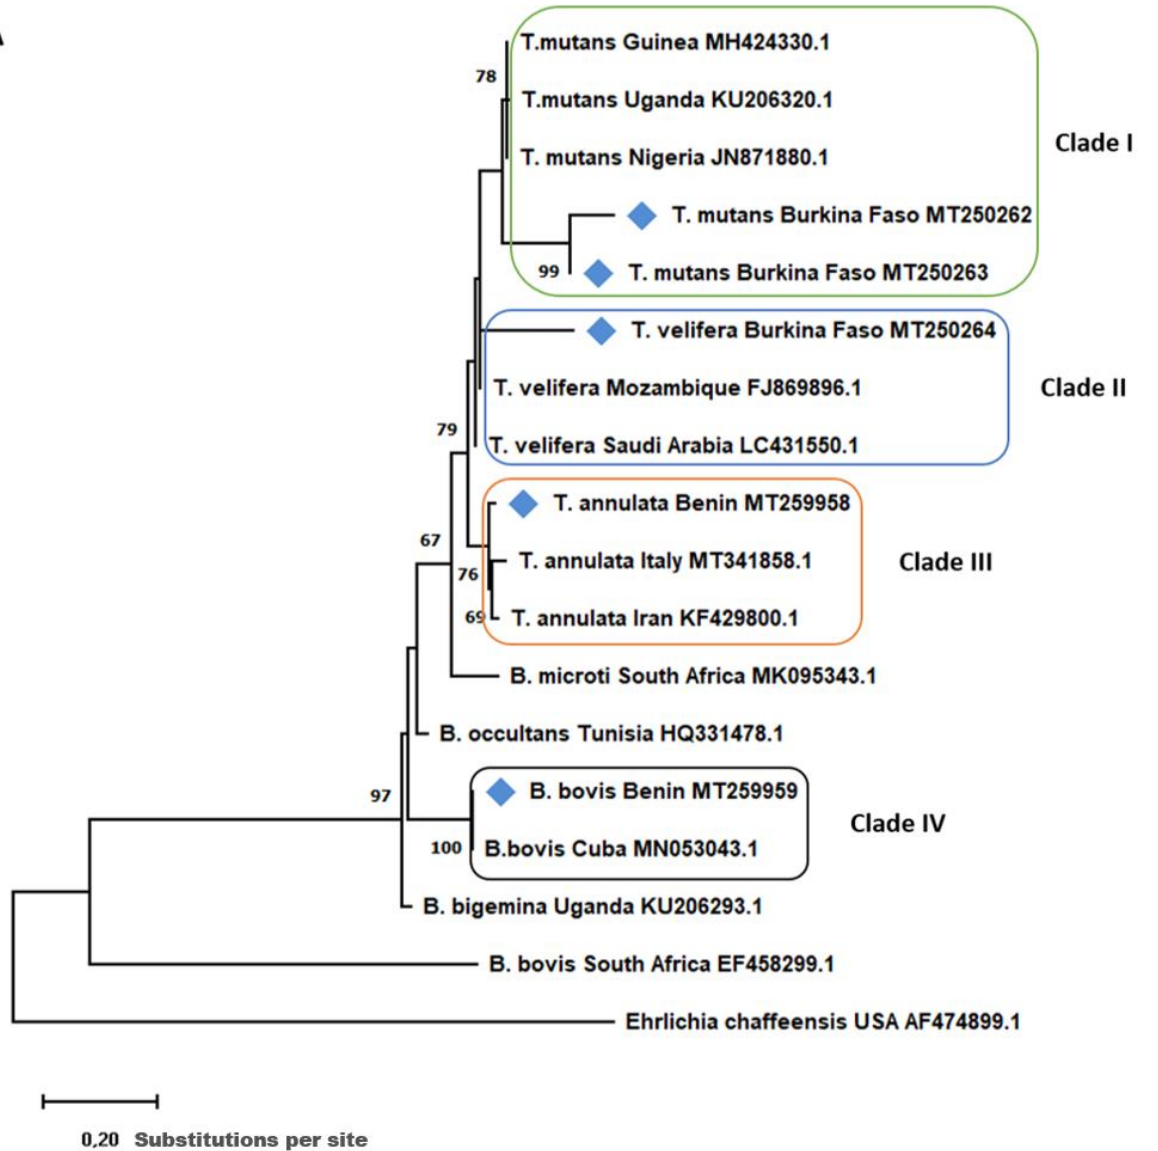 T.mutans Guinea MH424330.1
78
T.mutans Uganda KU206320.1
Clade I
T. mutans Nigeria JN871880.1
T. mutans Burkina Faso MT250262
99
T. mutans Burkina Faso MT250263
T. velifera Burkina Faso MT250264
T. velifera Mozambique FJ869896.1
Clade II
79
T. velifera Saudi Arabia LC431550.1
T. annulata Benin MT259958
67
T. annulata Italy MT341858.1
Clade III
76
69
T. annulata Iran KF429800.1
B. microti South Africa MK095343.1
B. occultans Tunisia HQ331478.1
97
B. bovis Benin MT259959
Clade IV
100
B.bovis Cuba MN053043.1
B. bigemina Uganda KU206293.1
B. bovis South Africa EF458299.1
Ehrlichia chaffeensis USA AF474899.1
0,20 Substitutions per site